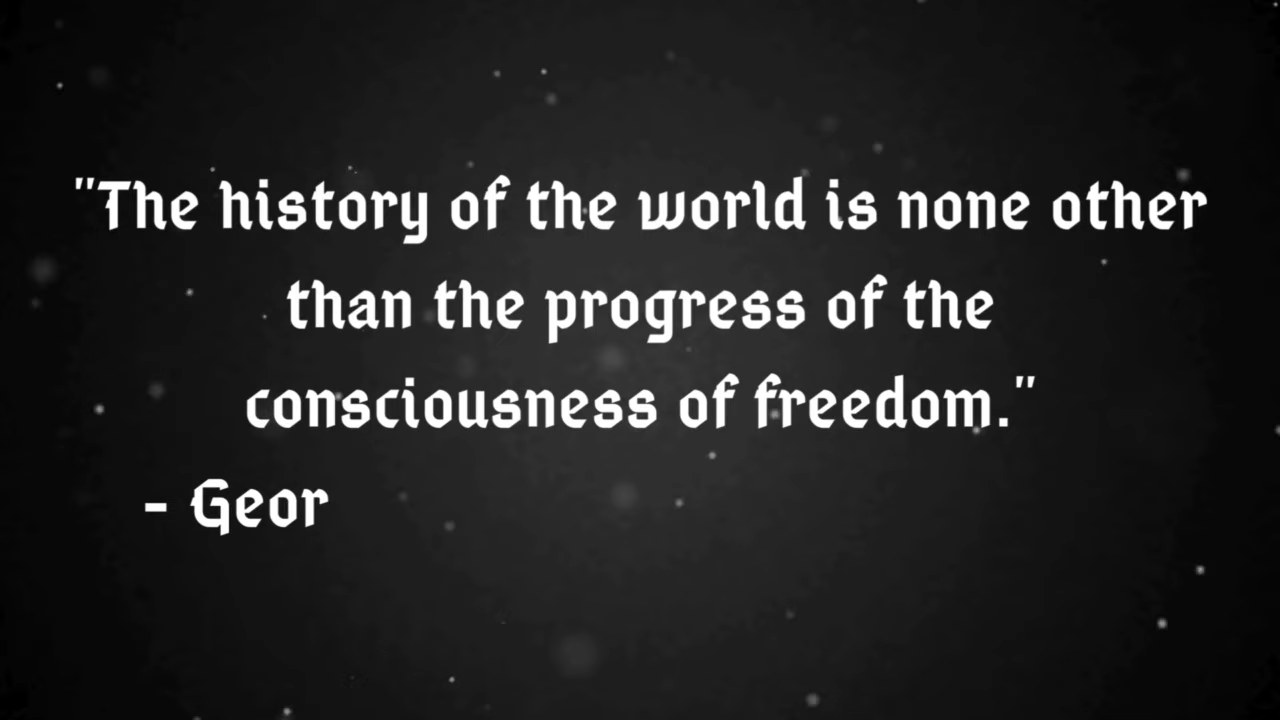 "The history of the world is none other
than the progress of the
consciousness of freedom."
- Geor